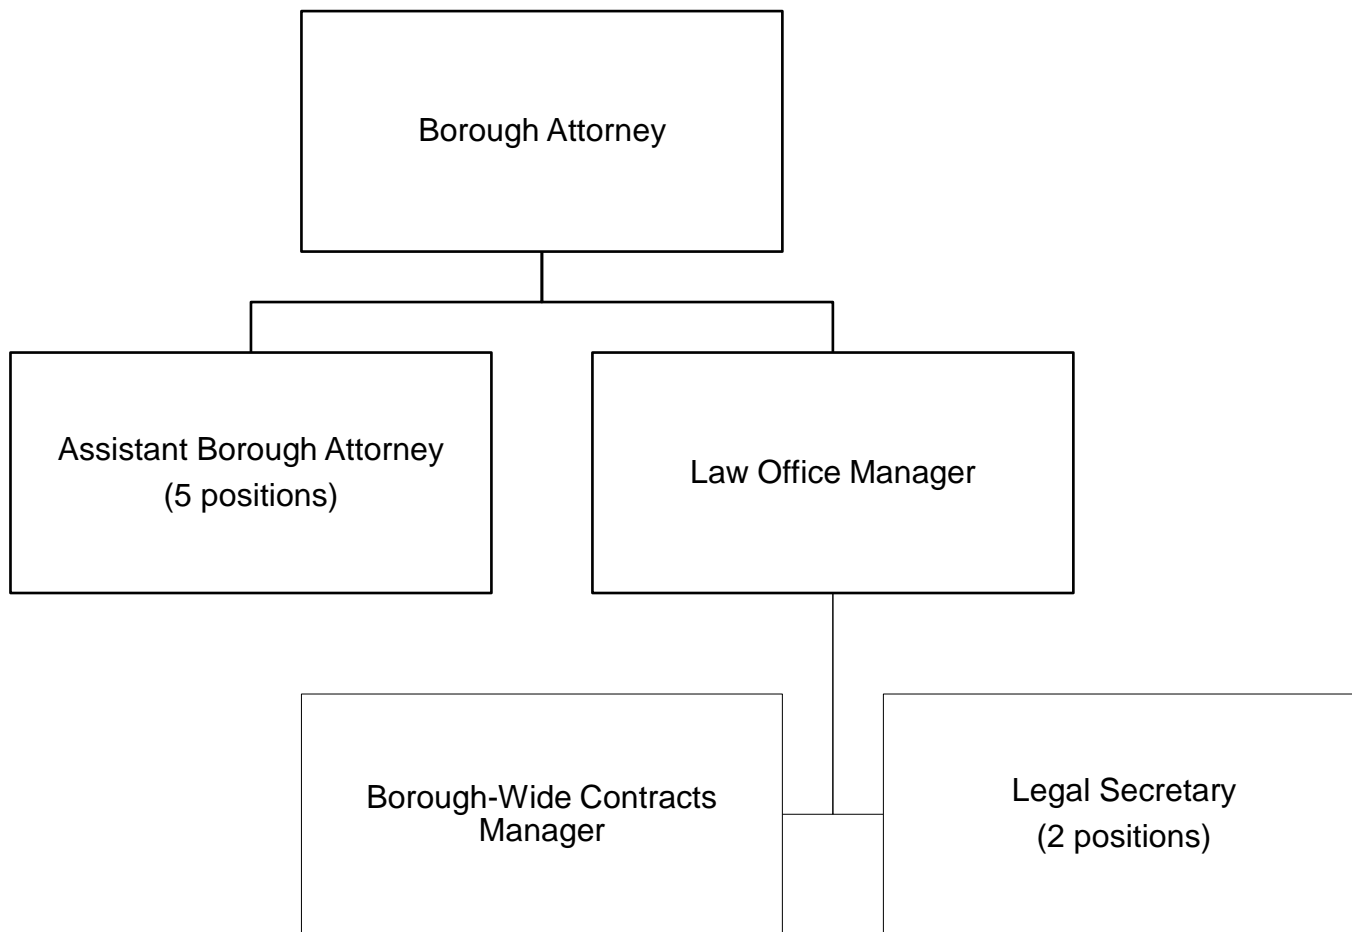 Borough Attorney
Assistant Borough Attorney
(5 positions)
Law Office Manager
Borough-Wide Contracts
Manager
Legal Secretary
(2 positions)